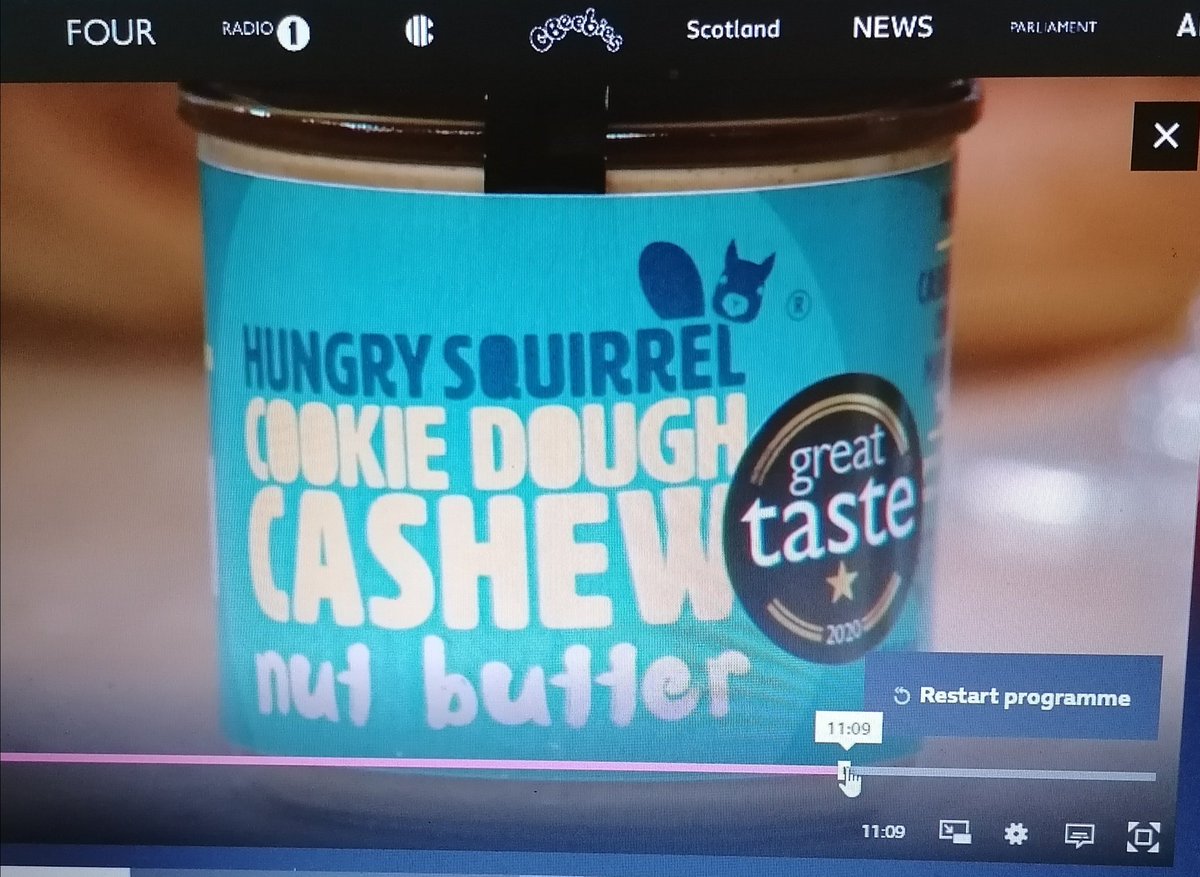 FOUR RADIO 1 CBeebies Scotland NEWS PARLIAMENT
HUNGRY SQUIRREL
®
COOKIE DOUGH
CASHEW
nut butter
great
taste
2020
Restart programme
11:09
11:09